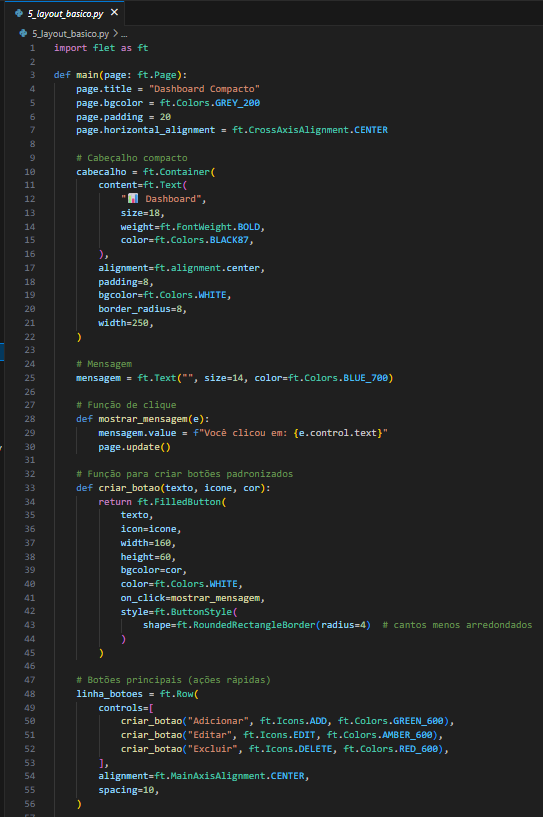 5_layout_basico.py ×
5_layout_basico.py > ...
1 import flet as ft
2
3 def main(page: ft.Page):
4     page.title = "Dashboard Compacto"
5     page.bgcolor = ft.Colors.GREY_200
6     page.padding = 20
7     page.horizontal_alignment = ft.CrossAxisAlignment.CENTER
8
9     # Cabeçalho compacto
10     cabecalho = ft.Container(
11         content=ft.Text(
12             "📊 Dashboard",
13             size=18,
14             weight=ft.FontWeight.BOLD,
15             color=ft.Colors.BLACK87,
16         ),
17         alignment=ft.alignment.center,
18         padding=8,
19         bgcolor=ft.Colors.WHITE,
20         border_radius=8,
21         width=250,
22     )
23
24     # Mensagem
25     mensagem = ft.Text("", size=14, color=ft.Colors.BLUE_700)
26
27     # Função de clique
28     def mostrar_mensagem(e):
29         mensagem.value = f"Você clicou em: {e.control.text}"
30         page.update()
31
32     # Função para criar botões padronizados
33     def criar_botao(texto, icone, cor):
34         return ft.FilledButton(
35             texto,
36             icon=icone,
37             width=160,
38             height=60,
39             bgcolor=cor,
40             color=ft.Colors.WHITE,
41             on_click=mostrar_mensagem,
42             style=ft.ButtonStyle(
43                 shape=ft.RoundedRectangleBorder(radius=4)  # cantos menos arredondados
44             )
45         )
46
47     # Botões principais (ações rápidas)
48     linha_botoes = ft.Row(
49         controls=[
50             criar_botao("Adicionar", ft.Icons.ADD, ft.Colors.GREEN_600),
51             criar_botao("Editar", ft.Icons.EDIT, ft.Colors.AMBER_600),
52             criar_botao("Excluir", ft.Icons.DELETE, ft.Colors.RED_600),
53         ],
54         alignment=ft.MainAxisAlignment.CENTER,
55         spacing=10,
56     )
57